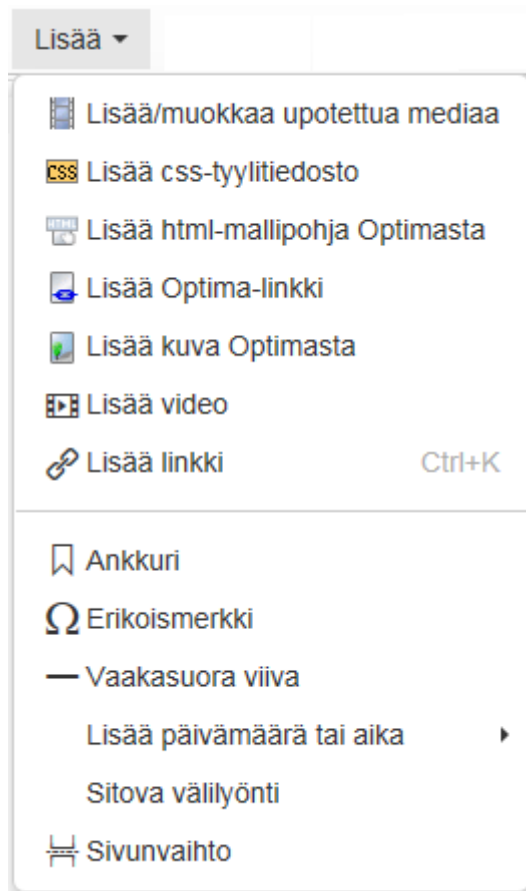 Lisää
Lisää/muokkaa upotettua mediaa
CSS Lisää css-tyylitiedosto
HTML Lisää html-mallipohja Optimasta
Lisää Optima-linkki
Lisää kuva Optimasta
Lisää video
Lisää linkki Ctrl+K
Ankkuri
Ω Erikoismerkki
Vaakasuora viiva
Lisää päivämäärä tai aika
Sitova välilyönti
Sivunvaihto